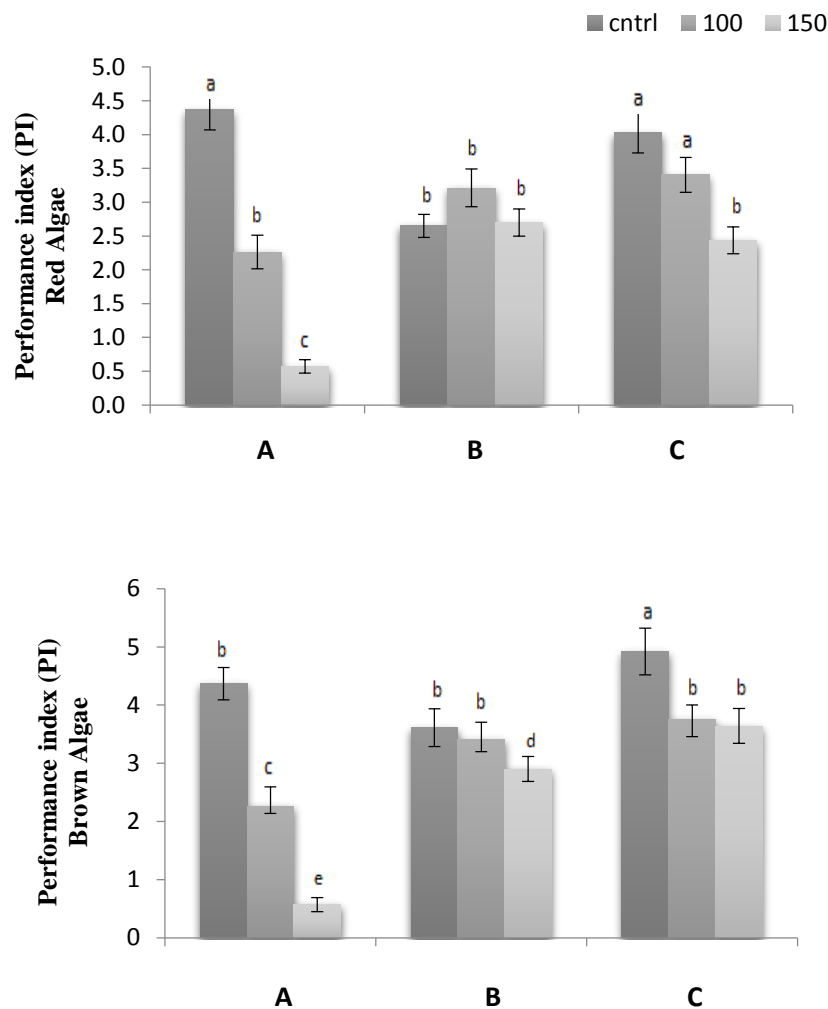 cntrl 100 150
Performance index (PI)
Red Algae
5.0
4.5
4.0
3.5
3.0
2.5
2.0
1.5
1.0
0.5
0.0
a
b
c
b
b
b
a
a
b
A B C
Performance index (PI)
Brown Algae
6
5
4
3
2
1
0
b
c
e
b
b
d
a
b
b
A B C